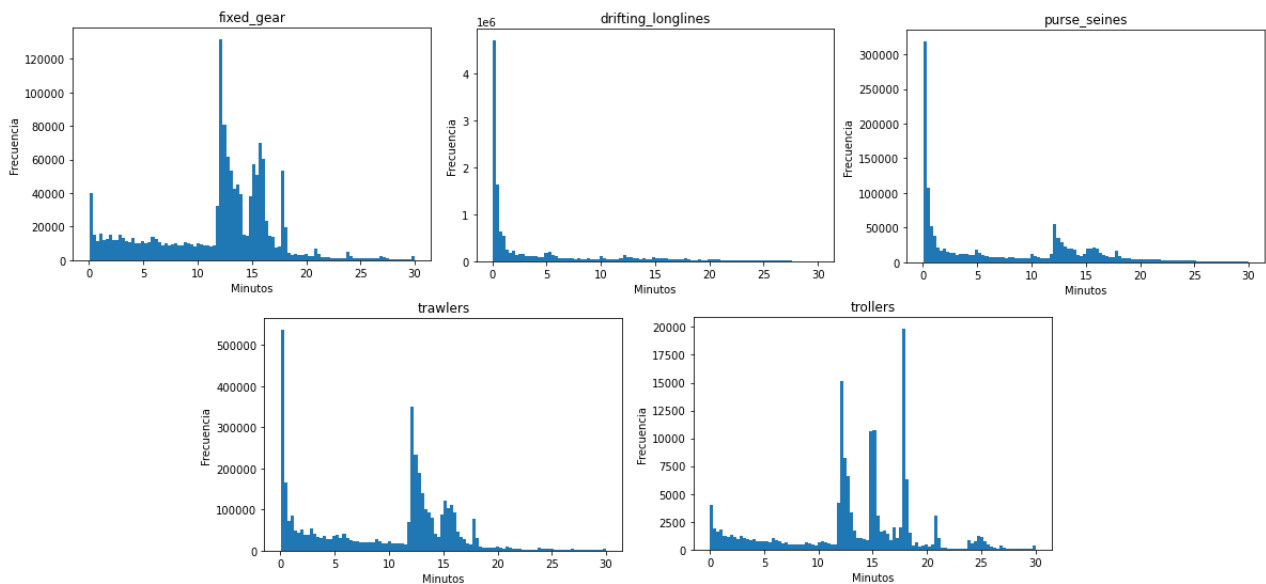 fixed_gear
120000
100000
80000
60000
40000
20000
0
Frecuencia
0 5 10 15 20 25 30
Minutos
drifting_longlines
1e6
4
3
2
1
0
Frecuencia
0 5 10 15 20 25 30
Minutos
purse_seines
300000
250000
200000
150000
100000
50000
0
Frecuencia
0 5 10 15 20 25 30
Minutos
trawlers
500000
400000
300000
200000
100000
0
Frecuencia
0 5 10 15 20 25 30
Minutos
trollers
20000
17500
15000
12500
10000
7500
5000
2500
0
Frecuencia
0 5 10 15 20 25 30
Minutos